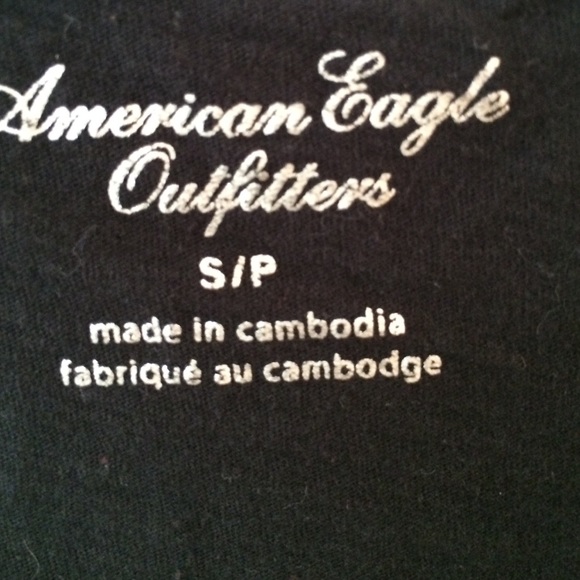 American Eagle
Outfitters
S/P
made in cambodia
fabriqué au cambodge